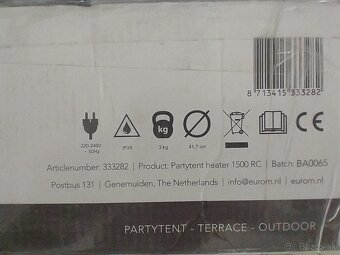 8 713415 333282
220-240V
~ 50Hz
IP24
3 kg
41,7 cm
kg
CE
Articlenumber: 333282 | Product: Partytent heater 1500 RC | Batch: BA0065
Postbus 131 | Genemuiden, The Netherlands | info@eurom.nl | eurom.nl
PARTYTENT - TERRACE - OUTDOOR